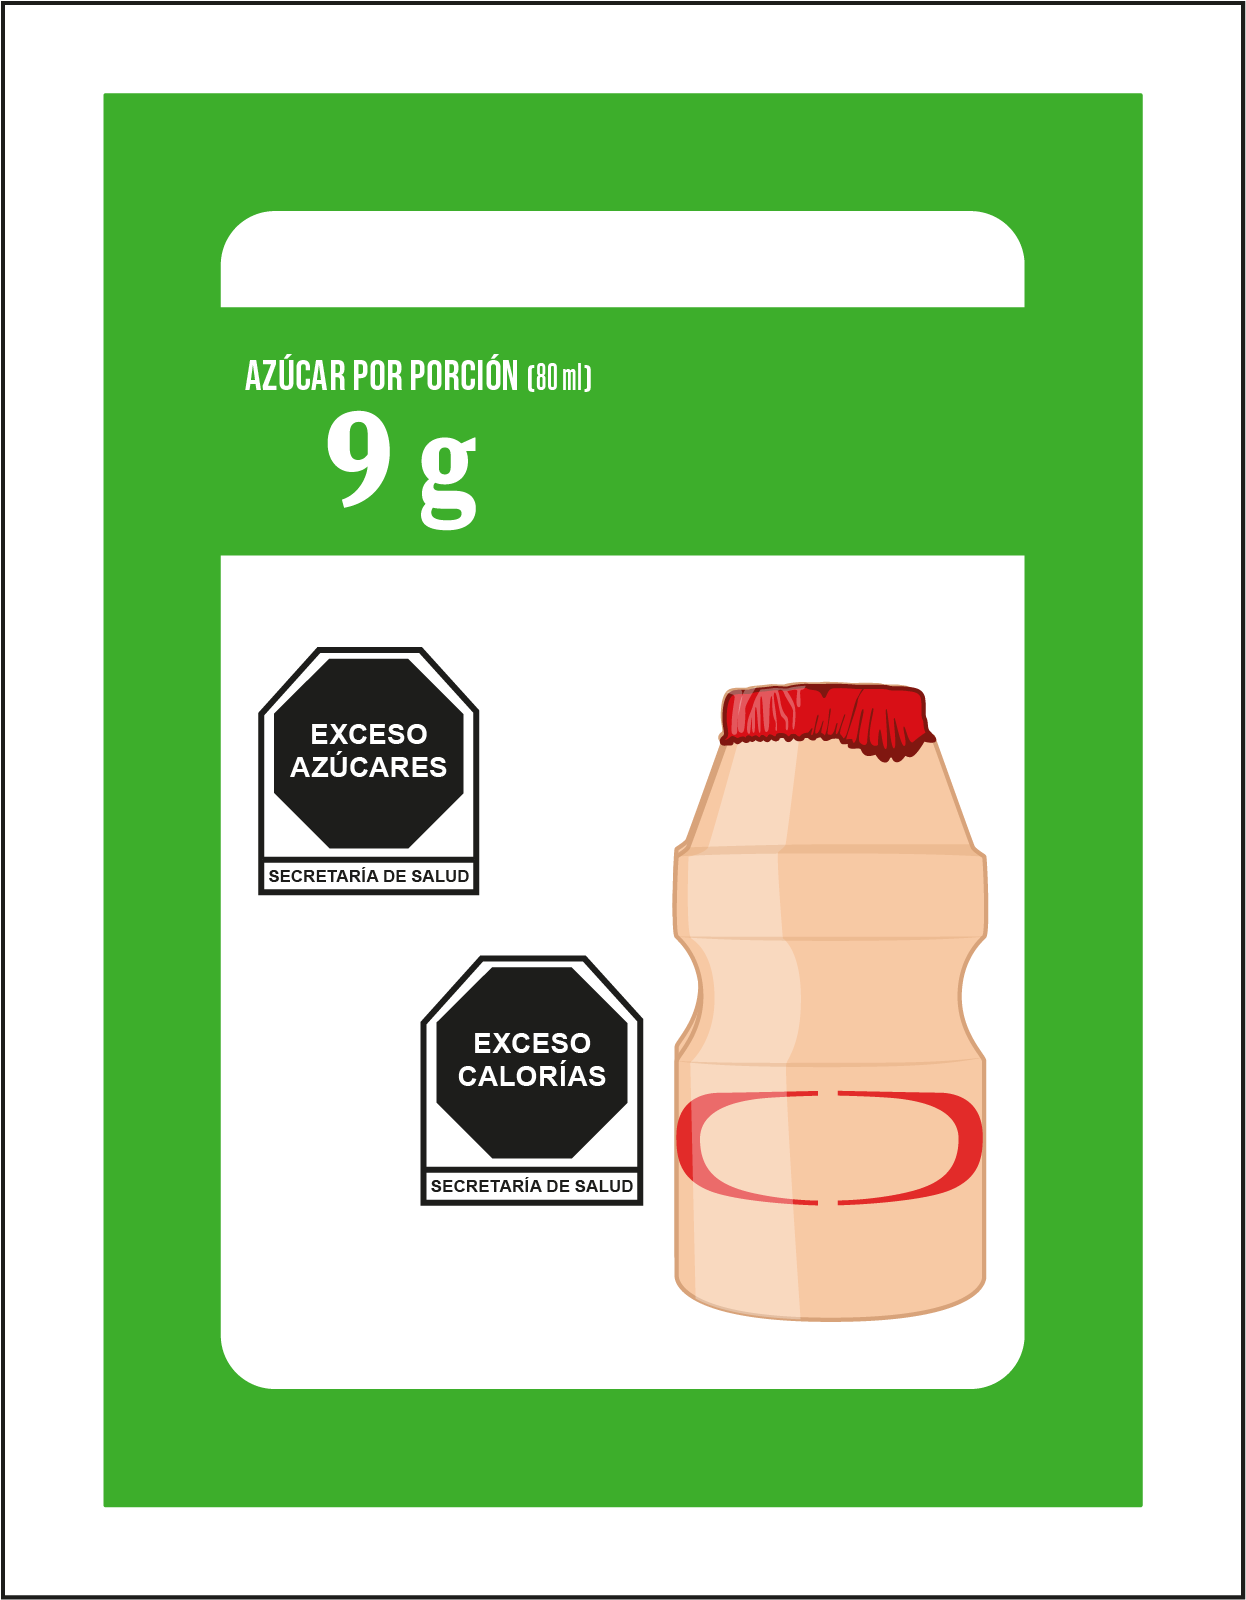 AZÚCAR POR PORCIÓN (80 ml)
9 g
EXCESO
AZÚCARES
SECRETARÍA DE SALUD
EXCESO
CALORÍAS
SECRETARÍA DE SALUD